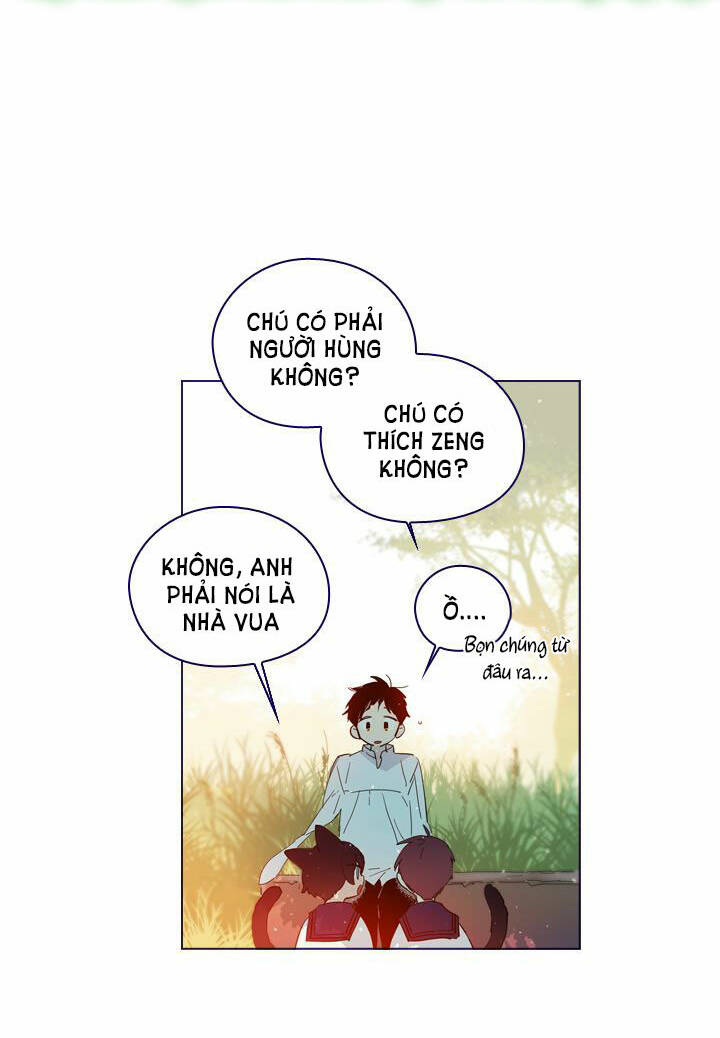 CHÚ CÓ PHẢI
NGƯỜI HÙNG
KHÔNG?
CHÚ CÓ
THÍCH ZENG
KHÔNG?
KHÔNG, ANH
PHẢI NÓI LÀ
NHÀ VUA
Ồ....
Bọn chúng từ
đâu ra...